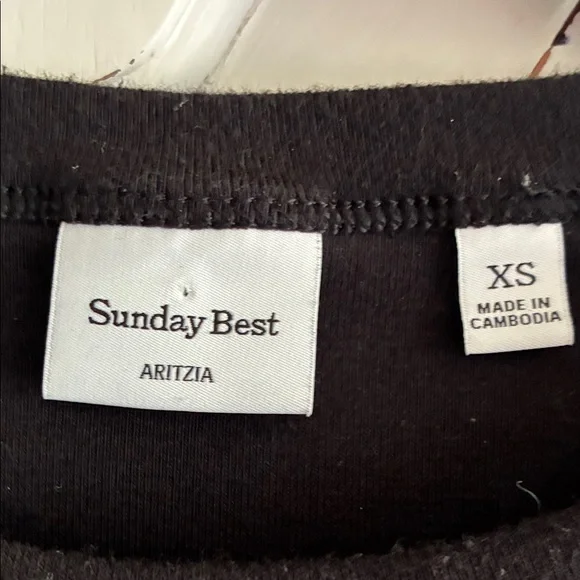 Sunday Best
ARITZIA
XS
MADE IN
CAMBODIA